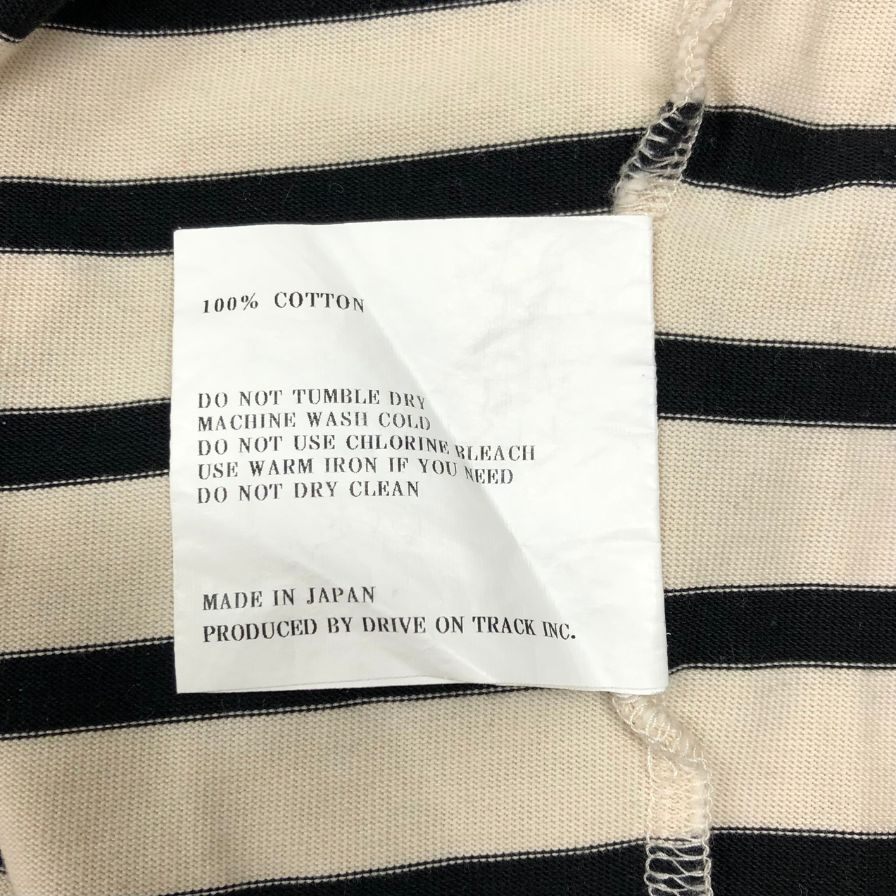 100% COTTON
DO NOT TUMBLE DRY
MACHINE WASH COLD
DO NOT USE CHLORINE BLEACH
USE WARM IRON IF YOU NEED
DO NOT DRY CLEAN
MADE IN JAPAN
PRODUCED BY DRIVE ON TRACK INC.